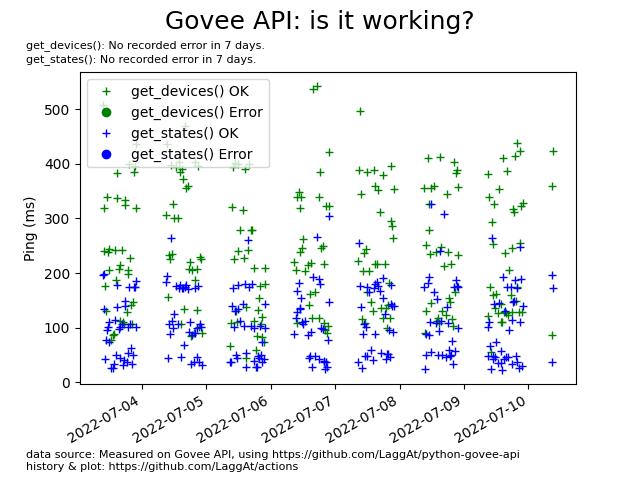 Govee API: is it working?
get_devices(): No recorded error in 7 days.
get_states(): No recorded error in 7 days.
get_devices() OK
get_devices() Error
get_states() OK
get_states() Error
Ping (ms)
500
400
300
200
100
0
2022-07-04
2022-07-05
2022-07-06
2022-07-07
2022-07-08
2022-07-09
2022-07-10
data source: Measured on Govee API, using https://github.com/LaggAt/python-govee-api
history & plot: https://github.com/LaggAt/actions